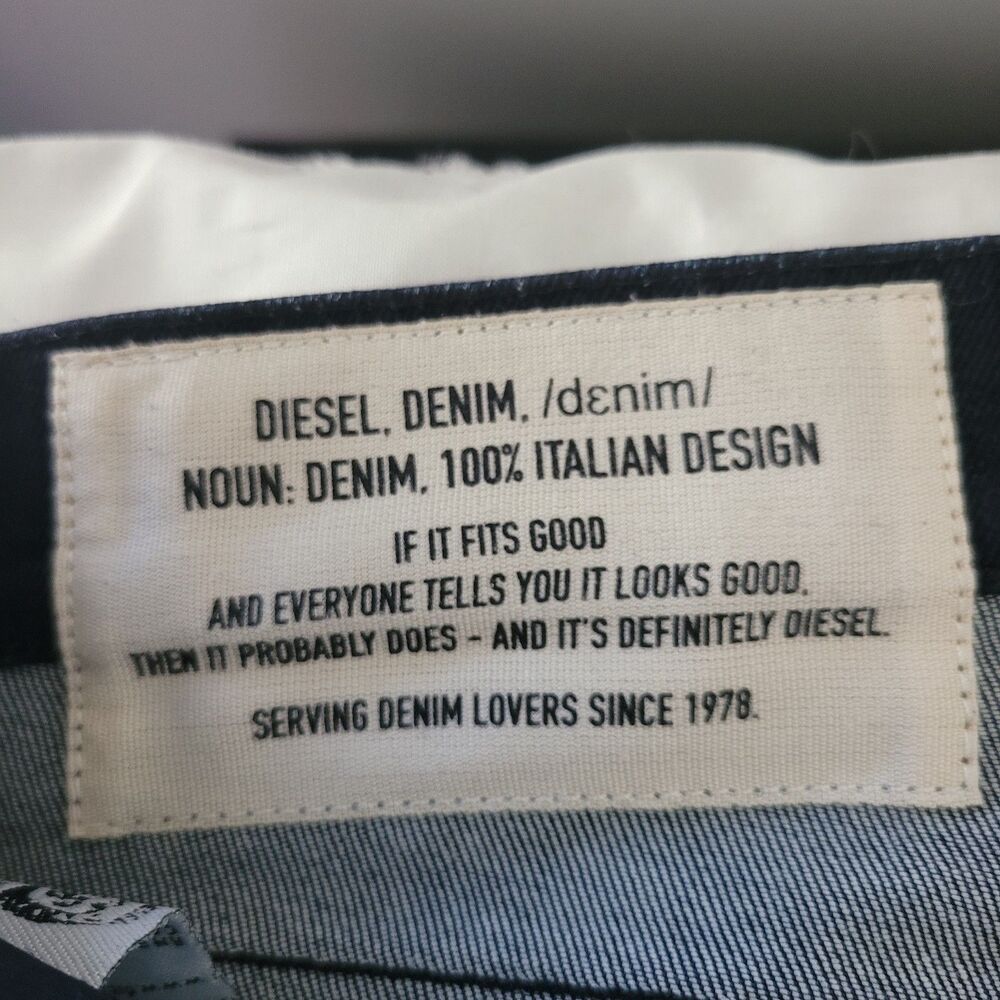 DIESEL, DENIM, /dɛnim/
NOUN: DENIM, 100% ITALIAN DESIGN
IF IT FITS GOOD
AND EVERYONE TELLS YOU IT LOOKS GOOD,
THEN IT PROBABLY DOES - AND IT'S DEFINITELY DIESEL.
SERVING DENIM LOVERS SINCE 1978.